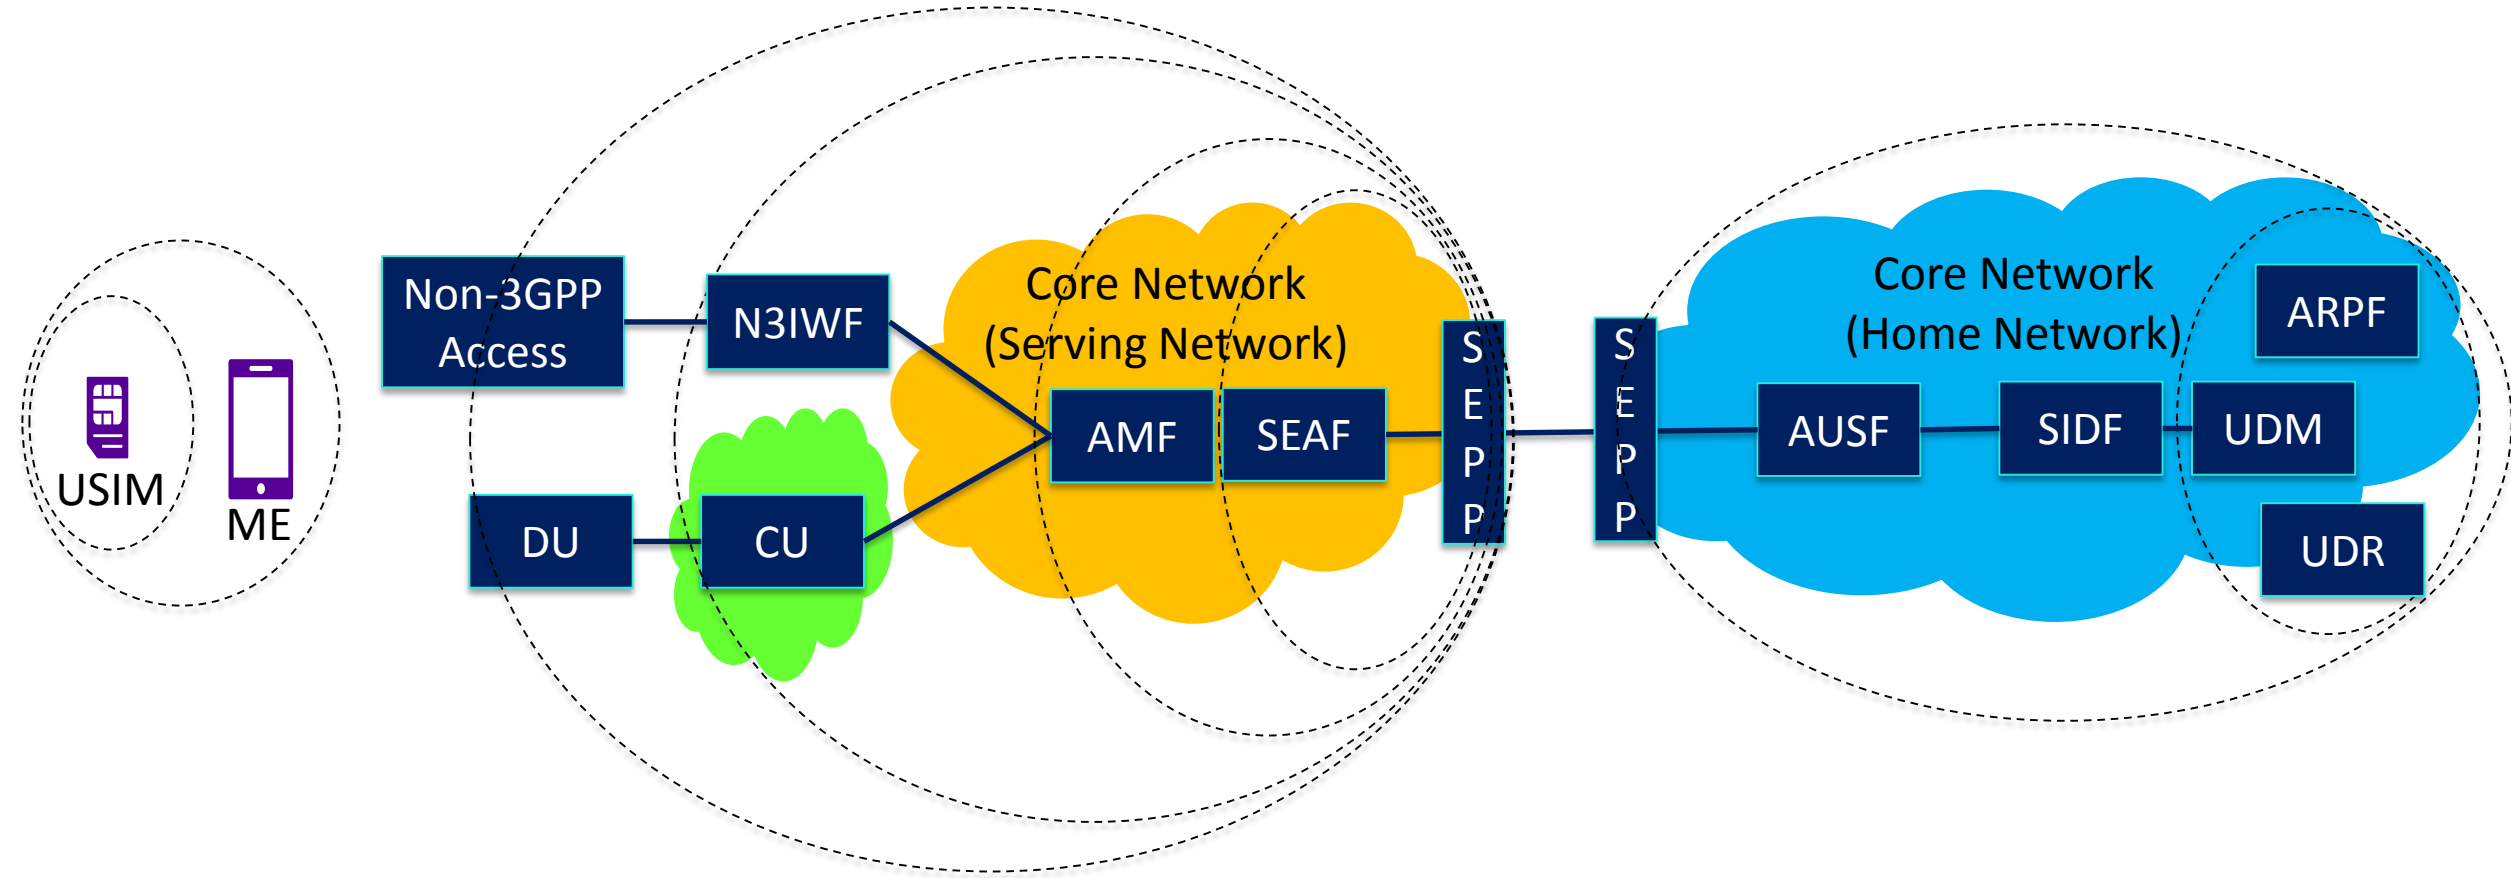 USIM
ME
Non-3GPP
Access
N3IWF
DU
CU
Core Network
(Serving Network)
AMF
SEAF
S
E
P
P
S
E
P
P
Core Network
(Home Network)
AUSF
SIDF
UDM
ARPF
UDR